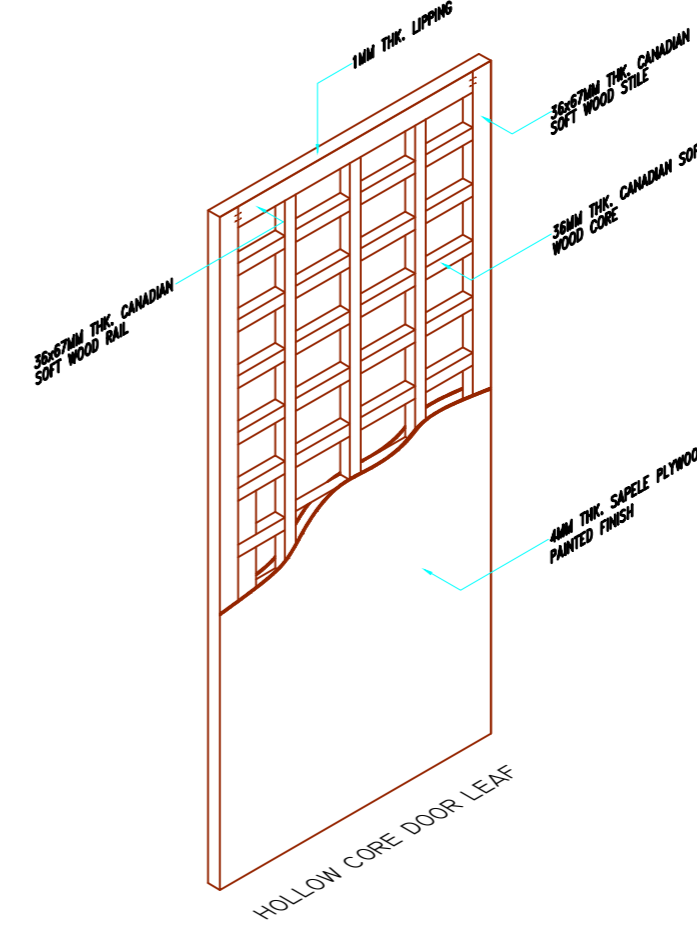 1MM THK. LIPPING
36x67MM THK. CANADIAN
SOFT WOOD STILE
36MM THK. CANADIAN SOF
WOOD CORE
36x67MM THK. CANADIAN
SOFT WOOD RAIL
4MM THK. SAPELE PLYWOO
PAINTED FINISH
HOLLOW CORE DOOR LEAF